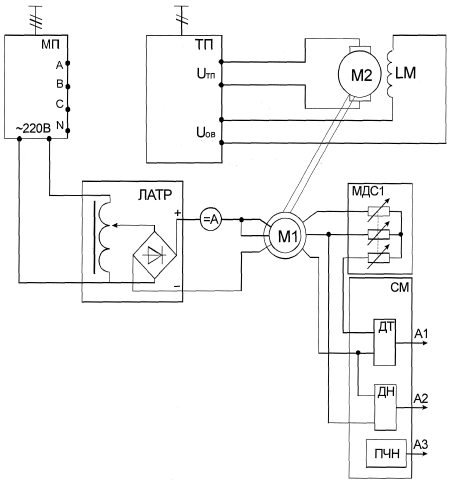 МП
ТП
A
B
C
N
~220В
Uтп
Uов
M2
LM
ЛАТР
+
=A
−
M1
МДС1
СМ
ДТ
A1
ДН
A2
ПЧН
A3